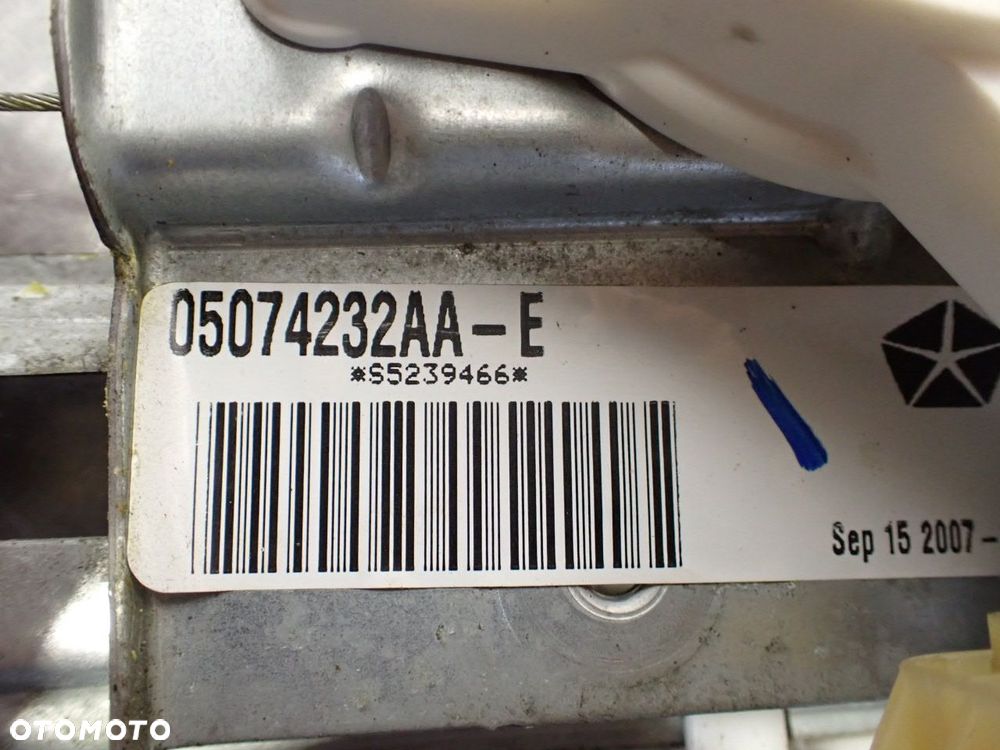 05074232AA-E
*S5239466*
Sep 15 2007-
OTOMOTO